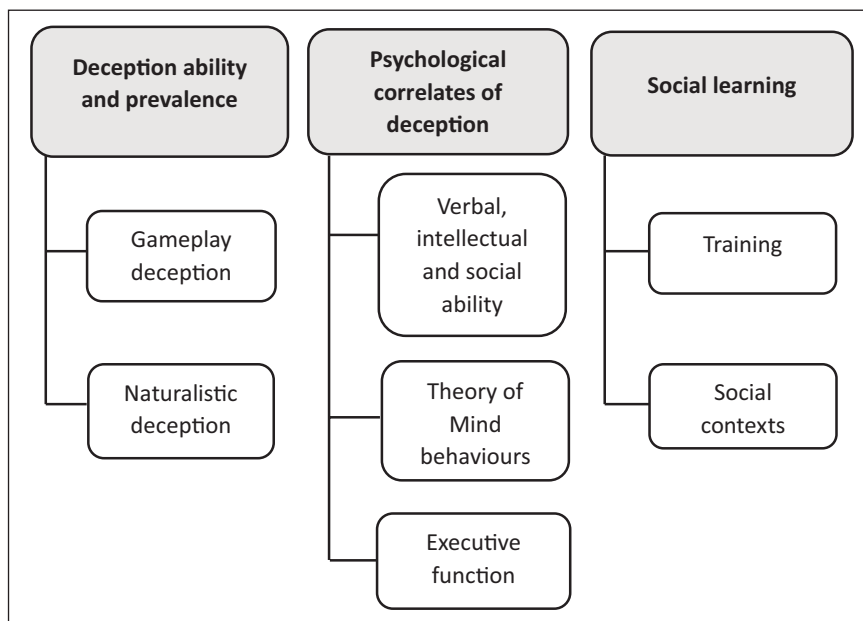 Deception ability
and prevalence
Gameplay
deception
Naturalistic
deception
Psychological
correlates of
deception
Verbal,
intellectual
and social
ability
Theory of
Mind
behaviours
Executive
function
Social learning
Training
Social
contexts